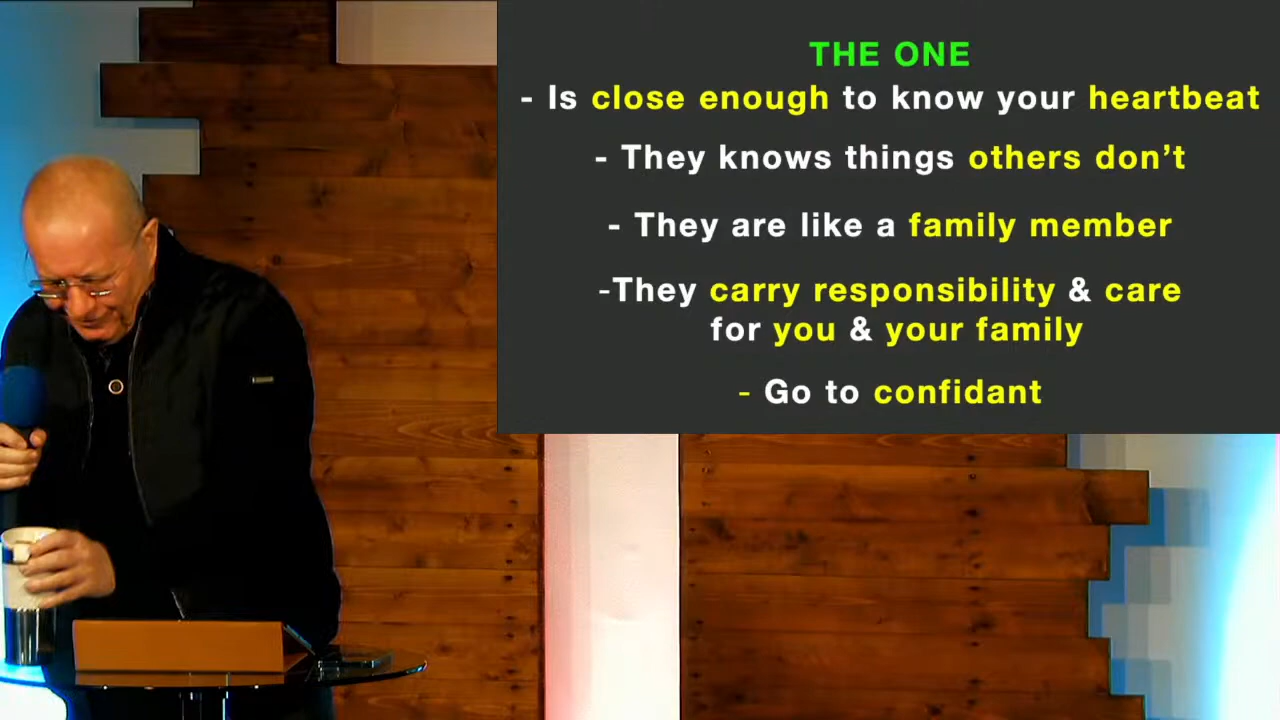 THE ONE
- Is close enough to know your heartbeat
- They knows things others don’t
- They are like a family member
-They carry responsibility & care
for you & your family
- Go to confidant